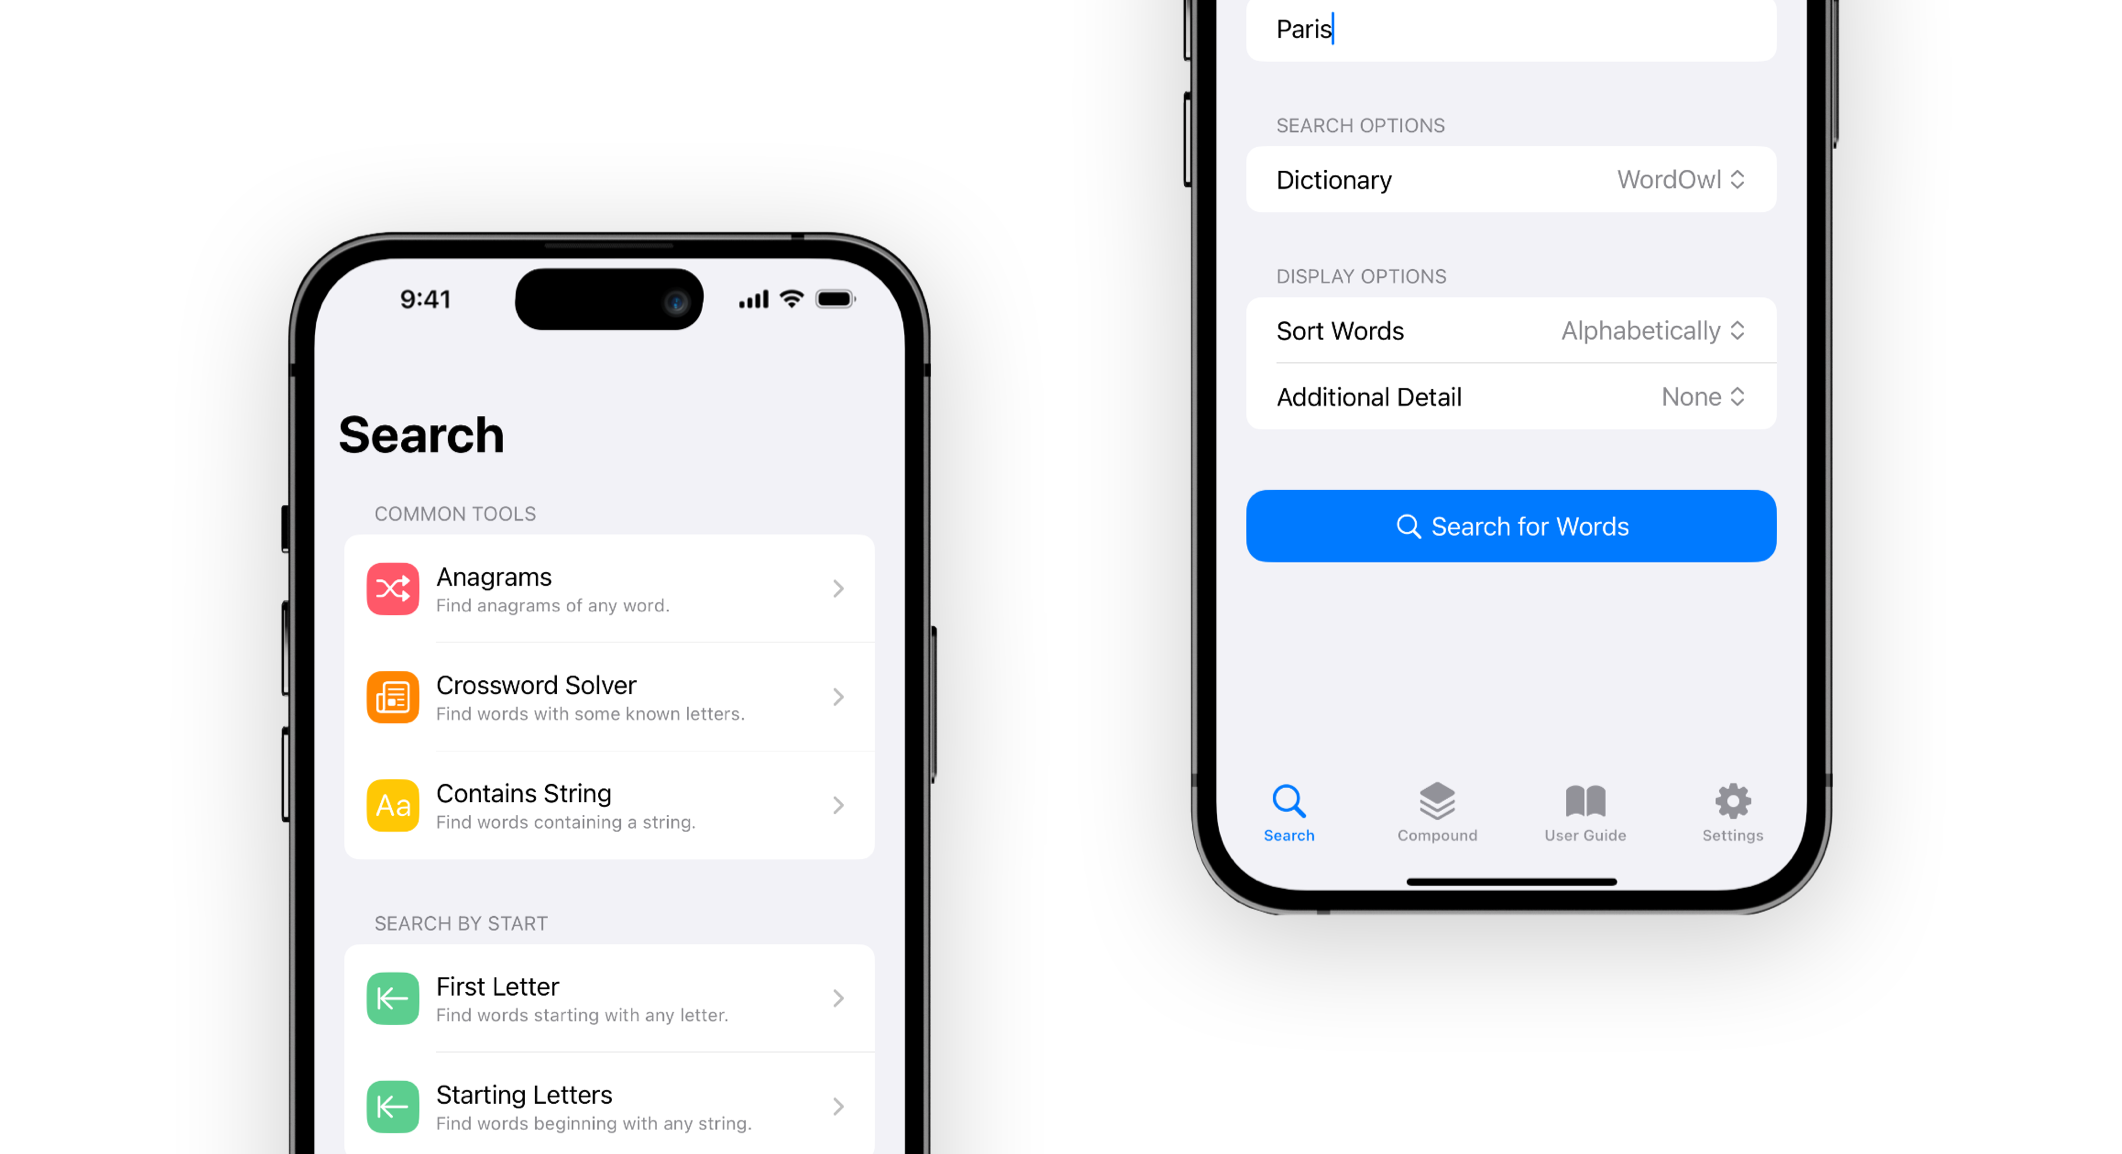 9:41
Search
COMMON TOOLS
Anagrams
Find anagrams of any word.
Crossword Solver
Find words with some known letters.
Aa
Contains String
Find words containing a string.
SEARCH BY START
First Letter
Find words starting with any letter.
Starting Letters
Find words beginning with any string.
Paris
SEARCH OPTIONS
Dictionary WordOwl
DISPLAY OPTIONS
Sort Words Alphabetically
Additional Detail None
Search for Words
Search Compound User Guide Settings